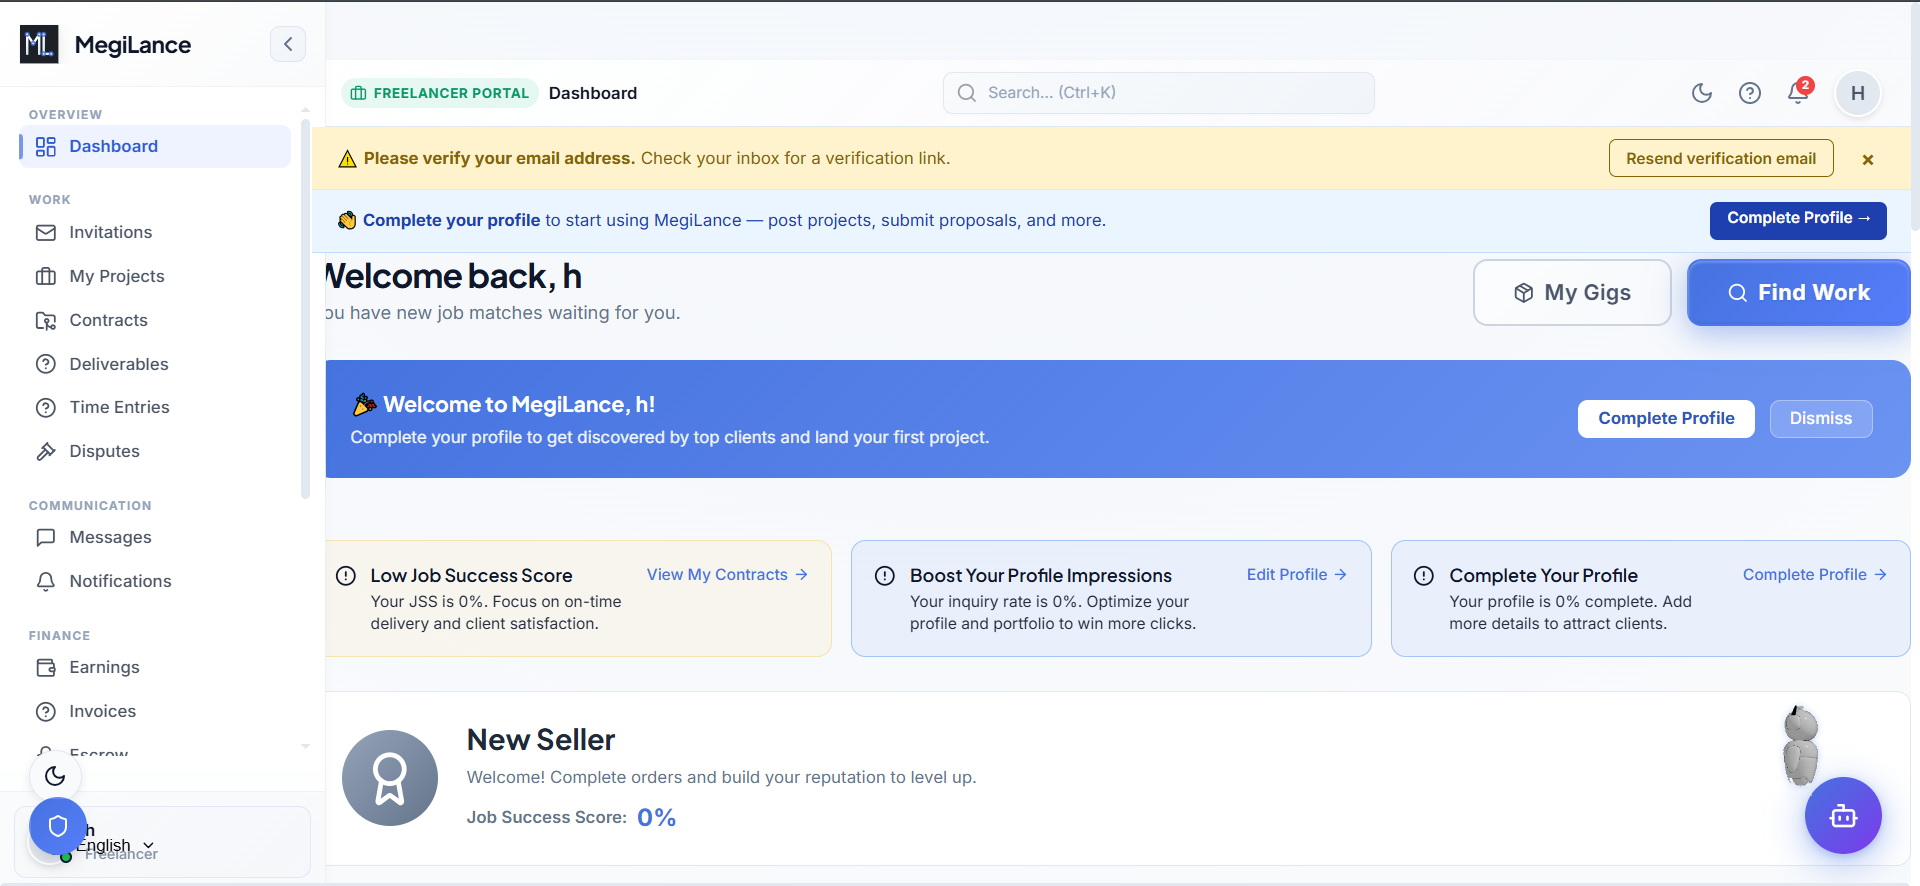 ML MegiLance
OVERVIEW
Dashboard
WORK
Invitations
My Projects
Contracts
Deliverables
Time Entries
Disputes
COMMUNICATION
Messages
Notifications
FINANCE
Earnings
Invoices
Escrow
h
English
Freelancer
FREELANCER PORTAL Dashboard
Search... (Ctrl+K)
2
H
Please verify your email address. Check your inbox for a verification link.
Resend verification email ×
Complete your profile to start using MegiLance — post projects, submit proposals, and more.
Complete Profile →
Welcome back, h
ou have new job matches waiting for you.
My Gigs
Find Work
Welcome to MegiLance, h!
Complete your profile to get discovered by top clients and land your first project.
Complete Profile
Dismiss
Low Job Success Score
View My Contracts →
Your JSS is 0%. Focus on on-time
delivery and client satisfaction.
Boost Your Profile Impressions
Edit Profile →
Your inquiry rate is 0%. Optimize your
profile and portfolio to win more clicks.
Complete Your Profile
Complete Profile →
Your profile is 0% complete. Add
more details to attract clients.
New Seller
Welcome! Complete orders and build your reputation to level up.
Job Success Score: 0%